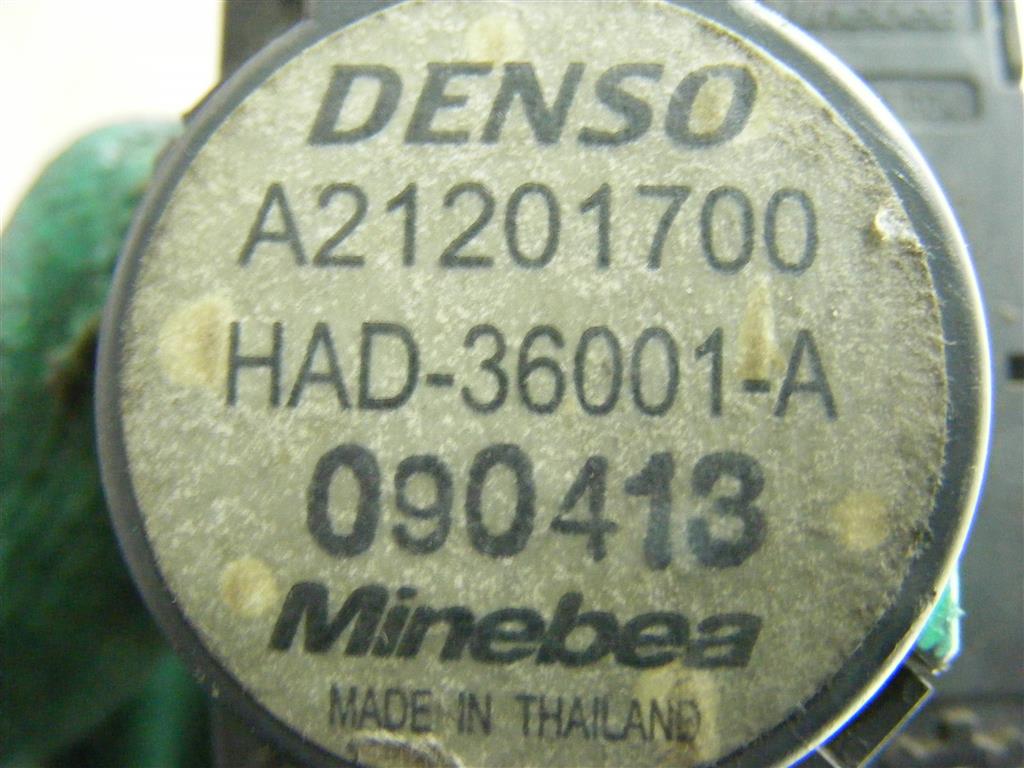 DENSO
A21201700
HAD-36001-A
090413
Minebea
MADE IN THAILAND